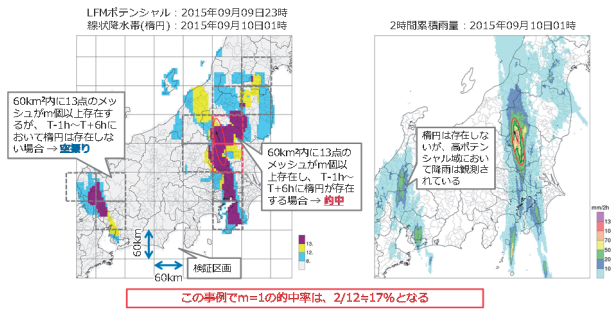 LFMポテンシャル：2015年09月09日23時
線状降水帯(楕円)：2015年09月10日01時
60km²内に13点のメッ
シュがm個以上存在す
るが、T-1h～T+6hに
おいて楕円は存在しな
い場合 → 空振り
60km²内に13点の
メッシュがm個以
上存在し、T-1h～
T+6hに楕円が存在
する場合 → 的中
60km
60km
検証区画
13.
12.
8.
2時間累積雨量：2015年09月10日01時
楕円は存在しな
いが、高ポテン
シャル域におい
て降雨は観測さ
れている
mm/2h
13
10
70
50
20
10
この事例でm=1の的中率は、2/12≒17%となる